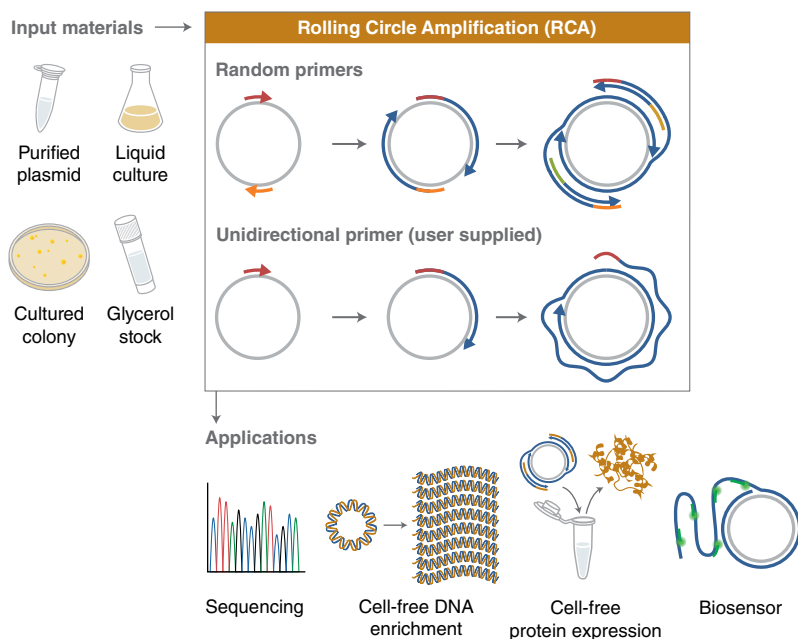 Input materials
Rolling Circle Amplification (RCA)
Random primers
Purified
plasmid
Liquid
culture
Unidirectional primer (user supplied)
Cultured
colony
Glycerol
stock
Applications
Sequencing
Cell-free DNA
enrichment
Cell-free
protein expression
Biosensor